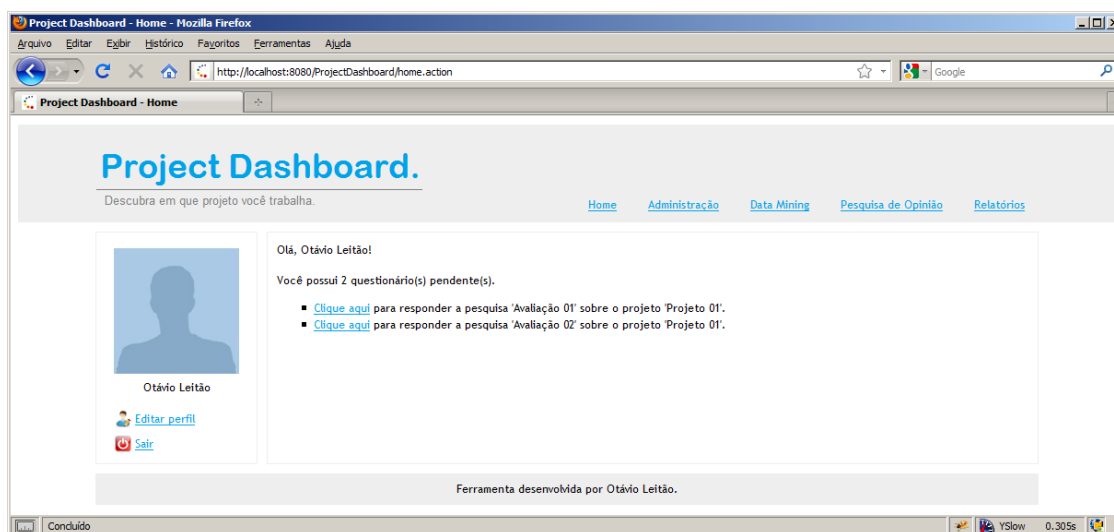 Project Dashboard - Home - Mozilla Firefox
Arquivo Editar Exibir Histórico Favoritos Ferramentas Ajuda
http://localhost:8080/ProjectDashboard/home.action Google
Project Dashboard - Home
Project Dashboard.
Descubra em que projeto você trabalha.
Home Administração Data Mining Pesquisa de Opinião Relatórios
Olá, Otávio Leitão!
Você possui 2 questionário(s) pendente(s).
Clique aqui para responder a pesquisa 'Avaliação 01' sobre o projeto 'Projeto 01'.
Clique aqui para responder a pesquisa 'Avaliação 02' sobre o projeto 'Projeto 01'.
Otávio Leitão
Editar perfil
Sair
Ferramenta desenvolvida por Otávio Leitão.
Concluído YSlow 0.305s